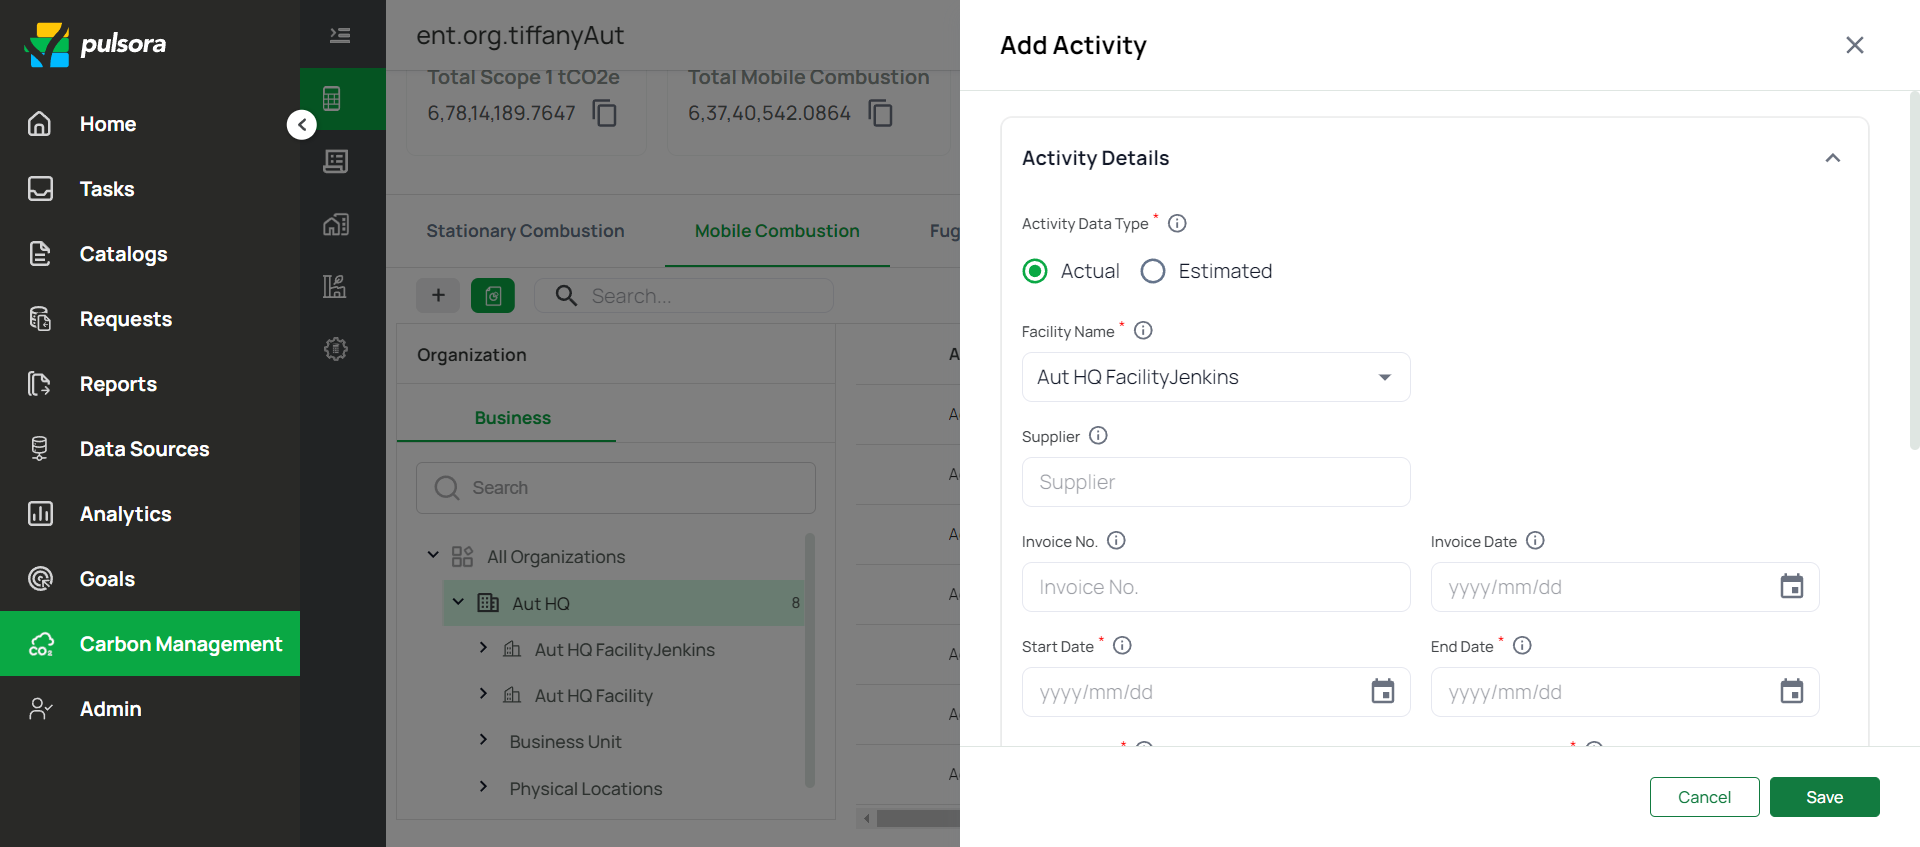 pulsora
Home
Tasks
Catalogs
Requests
Reports
Data Sources
Analytics
Goals
CO₂
Carbon Management
Admin
ent.org.tiffanyAut
Total Scope 1 tCO2e
6,78,14,189.7647
Total Mobile Combustion
6,37,40,542.0864
Stationary Combustion
Mobile Combustion
Fug
Search...
Organization
Business
Search
All Organizations
Aut HQ 8
Aut HQ FacilityJenkins
Aut HQ Facility
Business Unit
Physical Locations
A
A
A
A
A
A
A
A
Add Activity
Activity Details
Activity Data Type *
Actual Estimated
Facility Name *
Aut HQ FacilityJenkins
Supplier
Supplier
Invoice No. Invoice Date
Invoice No. yyyy/mm/dd
Start Date * End Date *
yyyy/mm/dd yyyy/mm/dd
* *
Cancel Save